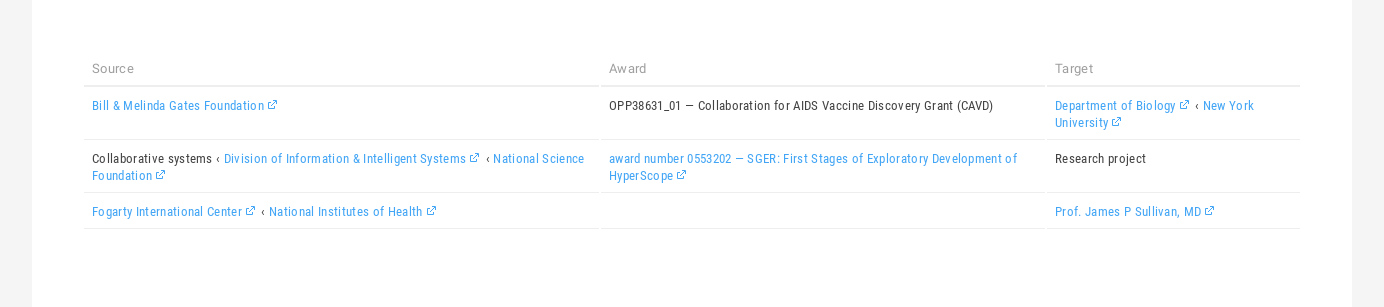 Source Award Target
Bill & Melinda Gates Foundation OPP38631_01 — Collaboration for AIDS Vaccine Discovery Grant (CAVD) Department of Biology ‹ New York
University
Collaborative systems ‹ Division of Information & Intelligent Systems ‹ National Science award number 0553202 — SGER: First Stages of Exploratory Development of Research project
Foundation HyperScope
Fogarty International Center ‹ National Institutes of Health Prof. James P Sullivan, MD